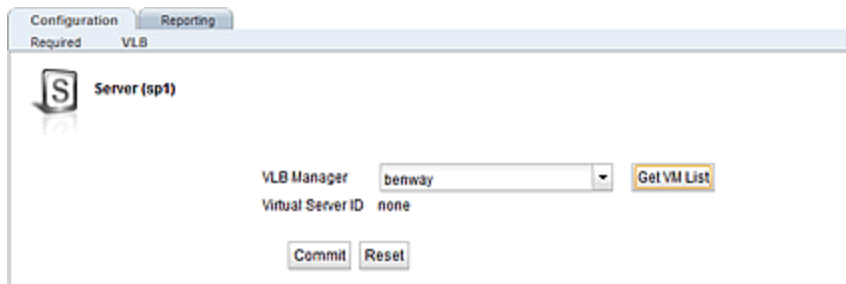 Configuration Reporting
Required VLB
S Server (sp1)
VLB Manager benway Get VM List
Virtual Server ID none
Commit Reset